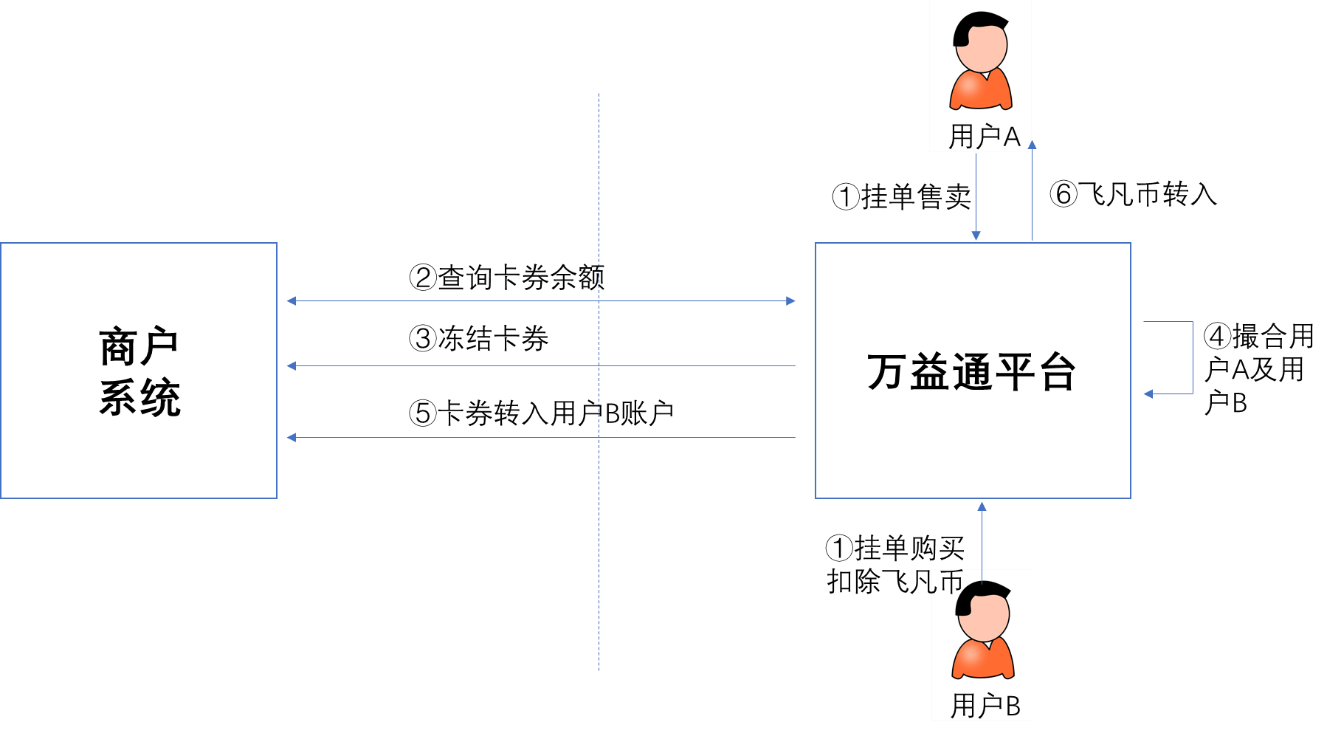 用户A
①挂单售卖
⑥飞凡币转入
②查询卡券余额
③冻结卡券
⑤卡券转入用户B账户
商户
系统
万益通平台
④撮合用
户A及用
户B
①挂单购买
扣除飞凡币
用户B